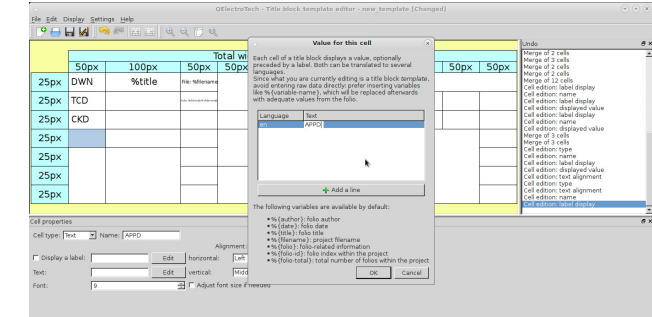 QElectroTech - Title block template editor - new_template [Changed]
File Edit Display Settings Help
Total wi
50px 100px 50px 50px 50px 50px
25px DWN %title File: %filename
25px TCD
25px CKD
25px
25px
25px
25px
Value for this cell
Each cell of a title block displays a value, optionally
preceded by a label. Both can be translated to several
languages.
Since what you are currently editing is a title block template,
avoid entering raw data directly: prefer inserting variables
like %{variable-name}, which will be replaced afterwards
with adequate values from the folio.
Language Text
en APPD
Add a line
The following variables are available by default:
%{author}: folio author
%{date}: folio date
%{title}: folio title
%{filename}: project filename
%{folio}: folio-related information
%{folio-id}: folio index within the project
%{folio-total}: total number of folios within the project
OK Cancel
Undo
Merge of 2 cells
Merge of 3 cells
Merge of 2 cells
Merge of 2 cells
Merge of 12 cells
Cell edition: label display
Cell edition: name
Cell edition: label display
Cell edition: displayed value
Cell edition: label display
Cell edition: name
Cell edition: displayed value
Merge of 3 cells
Merge of 3 cells
Cell edition: type
Cell edition: name
Cell edition: label display
Cell edition: displayed value
Cell edition: text alignment
Cell edition: type
Cell edition: text alignment
Cell edition: name
Cell edition: label display
Cell properties
Cell type: Text Name: APPD
Alignment:
Display a label: Edit horizontal: Left
Text: Edit vertical: Midd
Font: 9 Adjust font size if needed